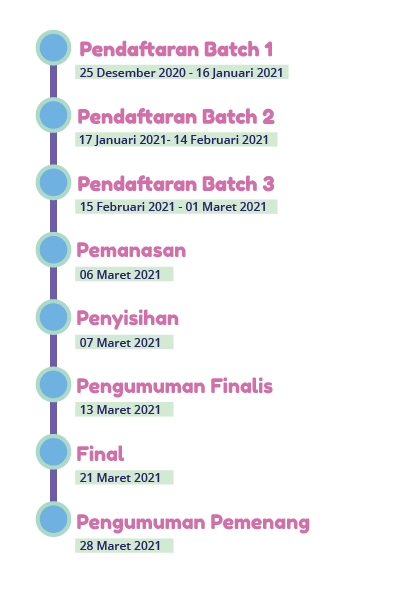 Pendaftaran Batch 1
25 Desember 2020 - 16 Januari 2021
Pendaftaran Batch 2
17 Januari 2021- 14 Februari 2021
Pendaftaran Batch 3
15 Februari 2021 - 01 Maret 2021
Pemanasan
06 Maret 2021
Penyisihan
07 Maret 2021
Pengumuman Finalis
13 Maret 2021
Final
21 Maret 2021
Pengumuman Pemenang
28 Maret 2021